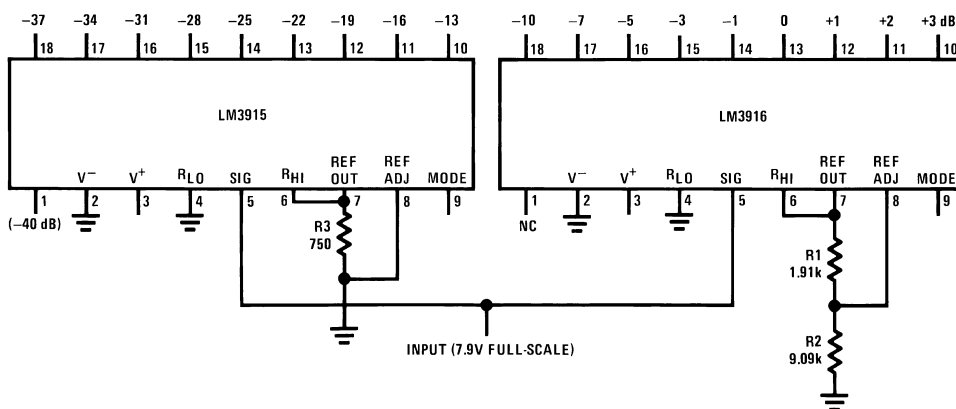 −37 −34 −31 −28 −25 −22 −19 −16 −13 −10 −7 −5 −3 −1 0 +1 +2 +3 dB
18 17 16 15 14 13 12 11 10 18 17 16 15 14 13 12 11 10
LM3915 LM3916
REF REF REF REF
V− V+ RLO SIG RHI OUT ADJ MODE V− V+ RLO SIG RHI OUT ADJ MODE
1 2 3 4 5 6 7 8 9 1 2 3 4 5 6 7 8 9
(−40 dB) NC
R3
750
R1
1.91k
INPUT (7.9V FULL-SCALE)
R2
9.09k